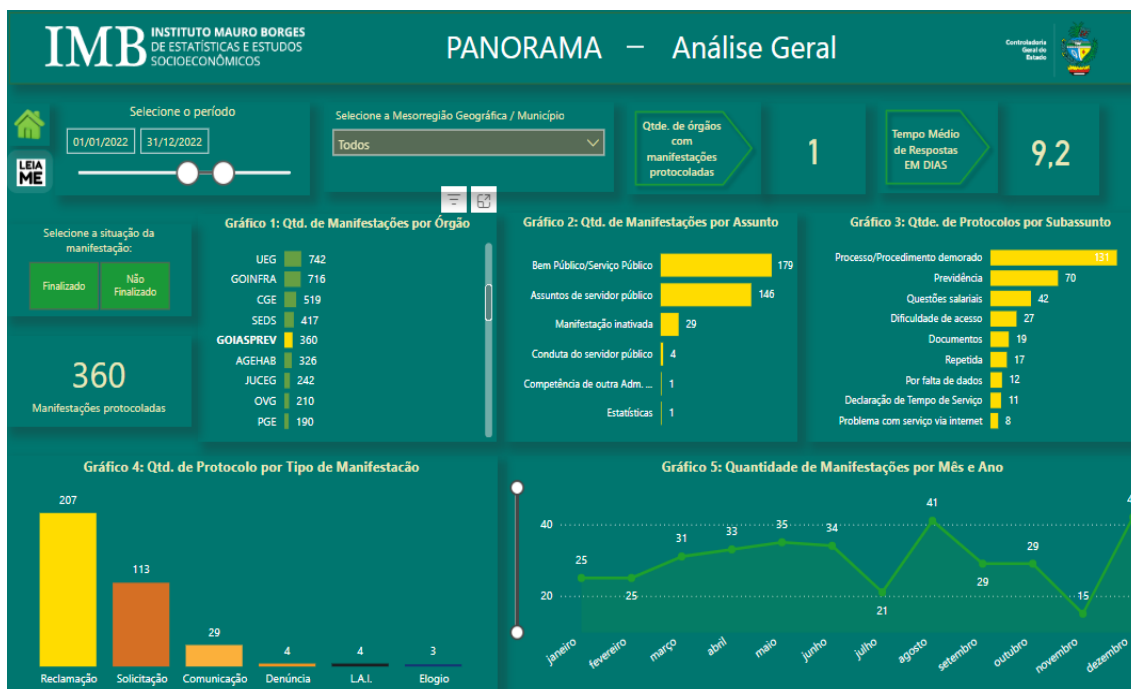 IMB
INSTITUTO MAURO BORGES
DE ESTATÍSTICAS E ESTUDOS
SOCIOECONÔMICOS
PANORAMA – Análise Geral
Controladoria
Geral do
Estado
LEIA
ME
Selecione o período
01/01/2022
31/12/2022
Selecione a Mesorregião Geográfica / Município
Todos
Qtde. de órgãos
com
manifestações
protocoladas
1
Tempo Médio
de Respostas
EM DIAS
9,2
Selecione a situação da
manifestação:
Finalizado
Não
Finalizado
360
Manifestações protocoladas
Gráfico 1: Qtd. de Manifestações por Órgão
UEG 742
GOINFRA 716
CGE 519
SEDS 417
GOIASPREV 360
AGEHAB 326
JUCEG 242
OVG 210
PGE 190
Gráfico 2: Qtd. de Manifestações por Assunto
Bem Público/Serviço Público 179
Assuntos de servidor público 146
Manifestação inativada 29
Conduta do servidor público 4
Competência de outra Adm. ... 1
Estatísticas 1
Gráfico 3: Qtde. de Protocolos por Subassunto
Processo/Procedimento demorado 131
Previdência 70
Questões salariais 42
Dificuldade de acesso 27
Documentos 19
Repetida 17
Por falta de dados 12
Declaração de Tempo de Serviço 11
Problema com serviço via internet 8
Gráfico 4: Qtd. de Protocolo por Tipo de Manifestacão
207
113
29
4
4
3
Reclamação
Solicitação
Comunicação
Denúncia
L.A.I.
Elogio
Gráfico 5: Quantidade de Manifestações por Mês e Ano
40
20
25
25
31
33
35
34
21
41
29
29
15
4
janeiro
fevereiro
março
abril
maio
junho
julho
agosto
setembro
outubro
novembro
dezembro